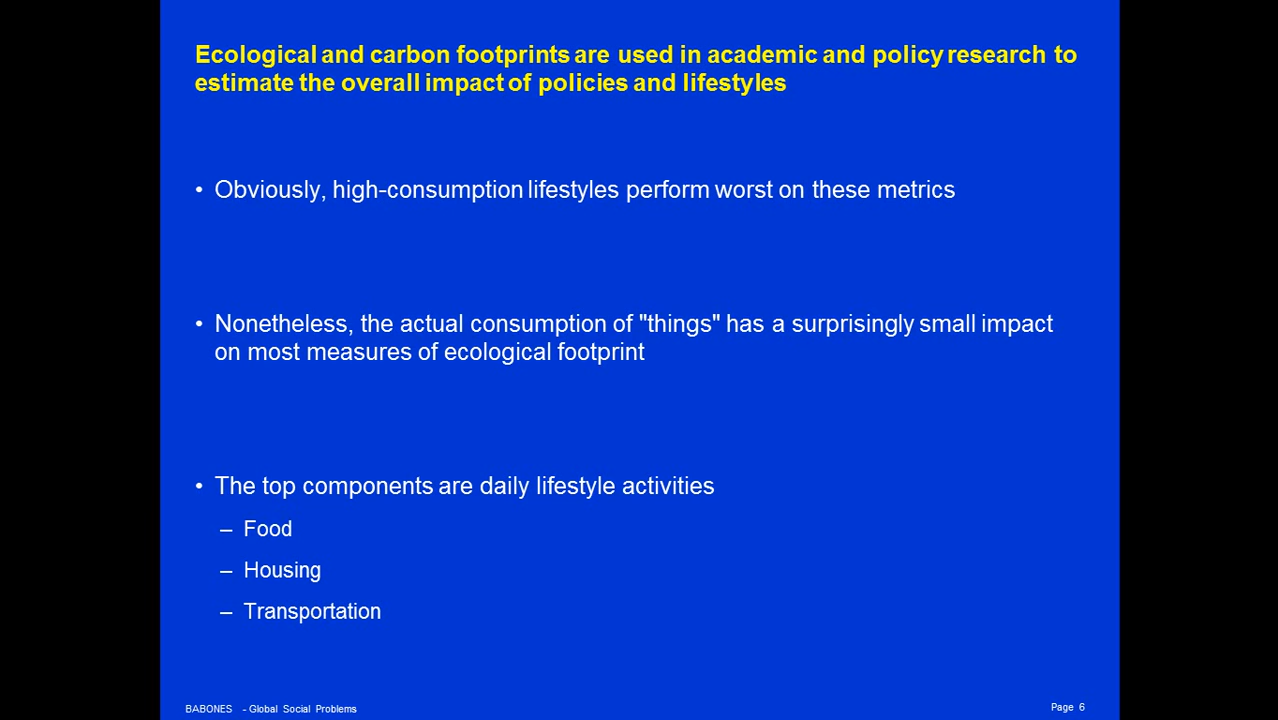 Ecological and carbon footprints are used in academic and policy research to
estimate the overall impact of policies and lifestyles
• Obviously, high-consumption lifestyles perform worst on these metrics
• Nonetheless, the actual consumption of "things" has a surprisingly small impact
on most measures of ecological footprint
• The top components are daily lifestyle activities
– Food
– Housing
– Transportation
BABONES - Global Social Problems
Page 6